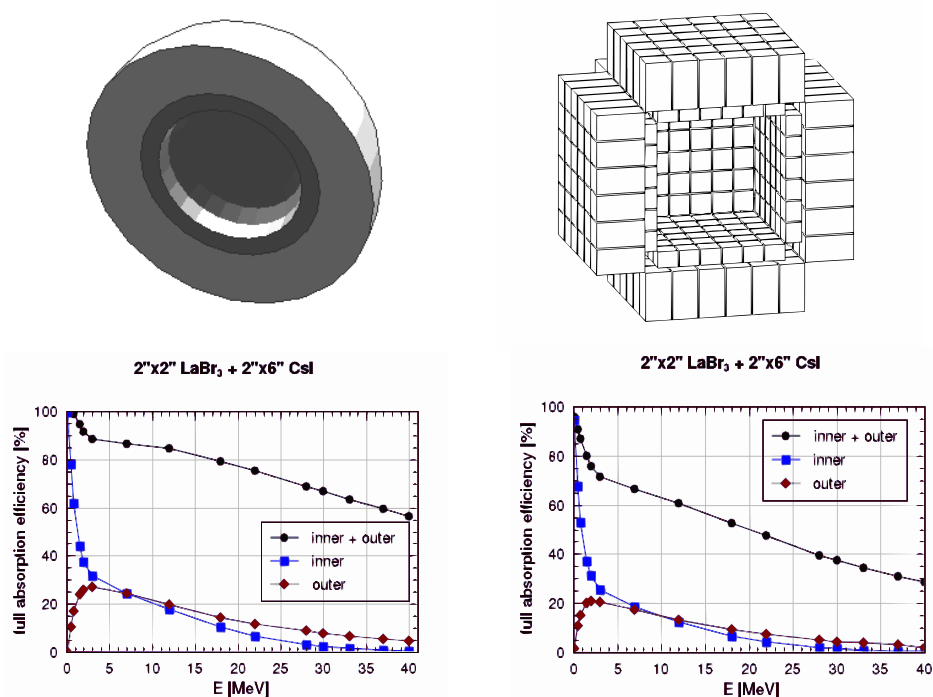 2"x2" LaBr₃ + 2"x6" CsI
full absorption efficiency [%]
100
80
60
40
20
0
inner + outer
inner
outer
0 5 10 15 20 25 30 35 40
E [MeV]
2"x2" LaBr₃ + 2"x6" CsI
full absorption efficiency [%]
100
80
60
40
20
0
inner + outer
inner
outer
0 5 10 15 20 25 30 35 40
E [MeV]